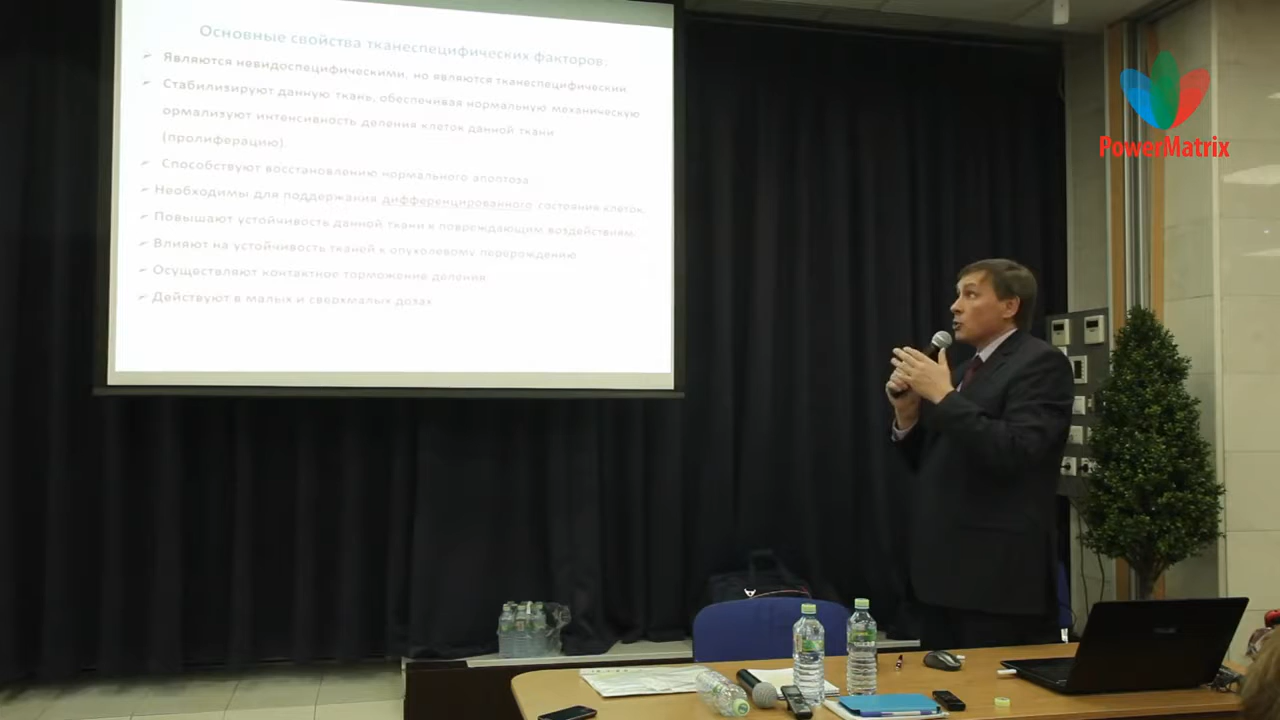 Основные свойства тканеспецифических факторов:
Являются невидоспецифическими, но являются тканеспецифический.
Стабилизируют данную ткань, обеспечивая нормальную механическую
ормализуют интенсивность деления клеток данной ткани
(пролиферацию).
Способствуют восстановлению нормального апоптоза
Необходимы для поддержания дифференцированного состояния клеток.
Повышают устойчивость данной ткани к повреждающим воздействиям.
Влияют на устойчивость тканей к опухолевому перерождению
Осуществляют контактное торможение деления
Действуют в малых и сверхмалых дозах
PowerMatrix